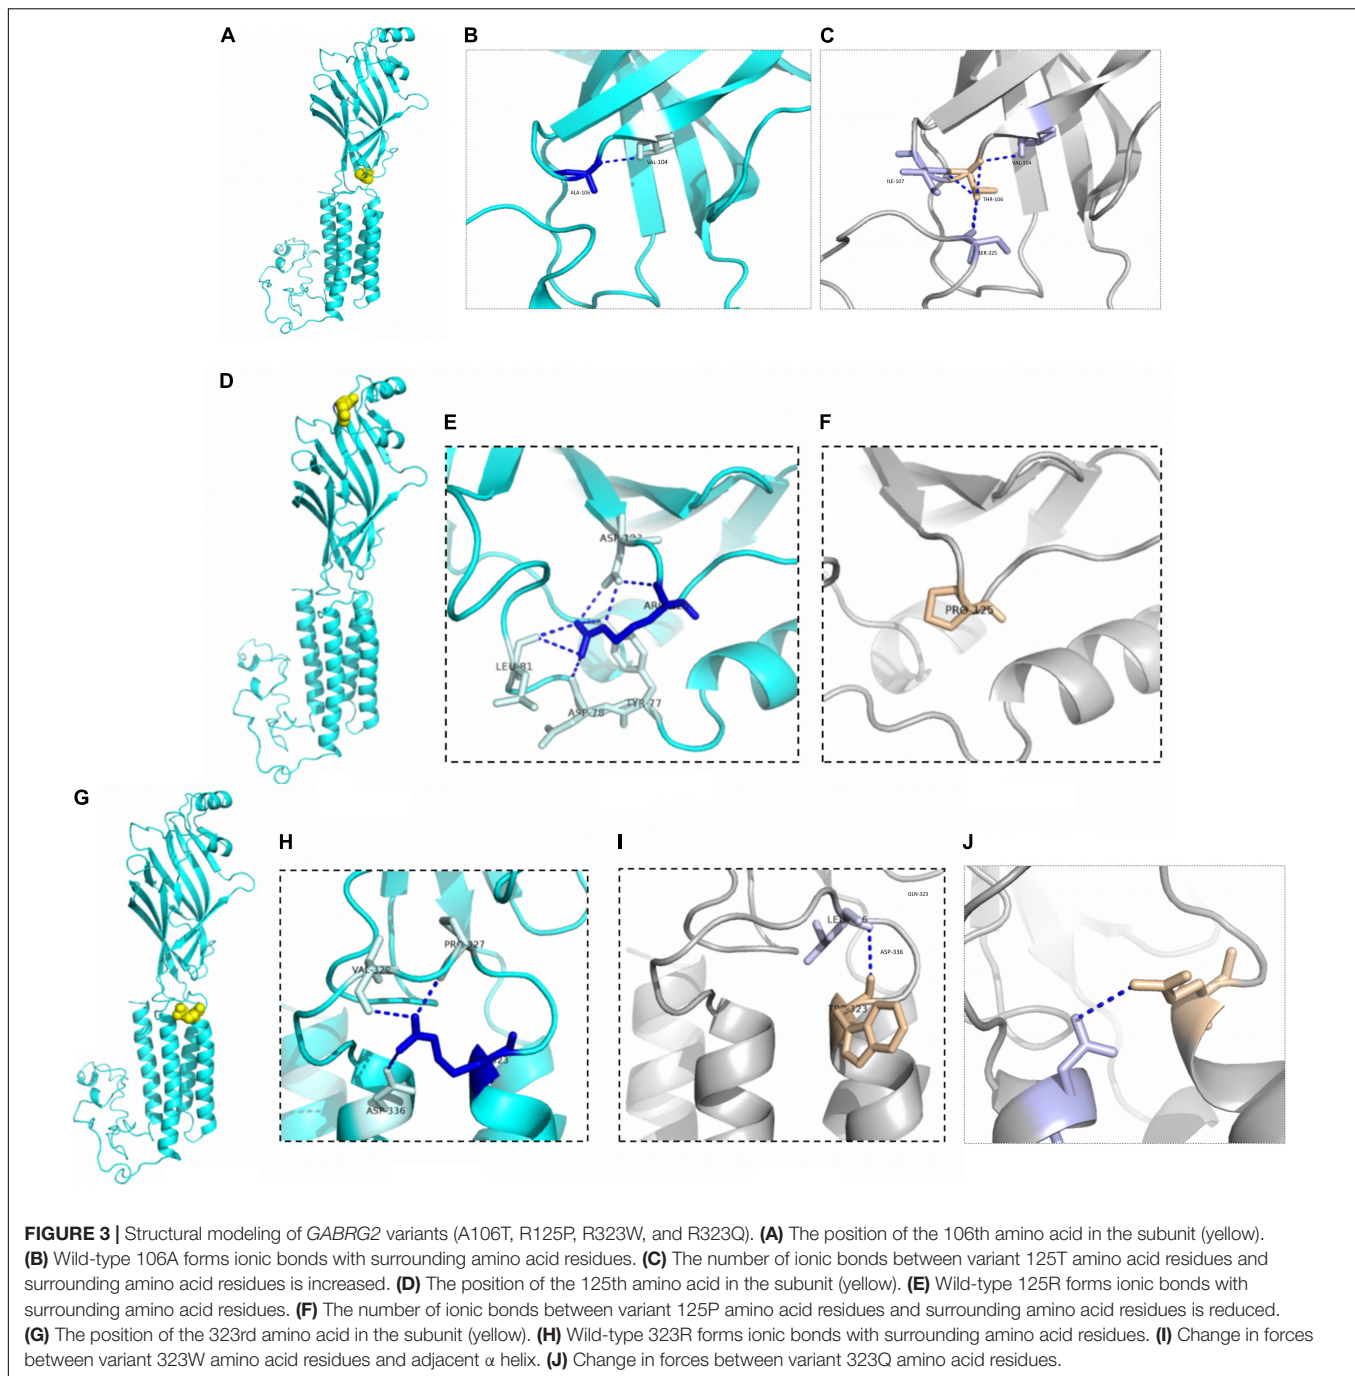 A
B
C
VAL-104
ALA-106
VAL-104
ILE-107
THR-106
SER-325
D
E
F
LEU-81
ASP-78
TYR-77
PRO-125
G
H
I
J
PRO-327
ASP-336
GLN-323
ASP-336
FIGURE 3 | Structural modeling of GABRG2 variants (A106T, R125P, R323W, and R323Q). (A) The position of the 106th amino acid in the subunit (yellow).
(B) Wild-type 106A forms ionic bonds with surrounding amino acid residues. (C) The number of ionic bonds between variant 125T amino acid residues and
surrounding amino acid residues is increased. (D) The position of the 125th amino acid in the subunit (yellow). (E) Wild-type 125R forms ionic bonds with
surrounding amino acid residues. (F) The number of ionic bonds between variant 125P amino acid residues and surrounding amino acid residues is reduced.
(G) The position of the 323rd amino acid in the subunit (yellow). (H) Wild-type 323R forms ionic bonds with surrounding amino acid residues. (I) Change in forces
between variant 323W amino acid residues and adjacent α helix. (J) Change in forces between variant 323Q amino acid residues.